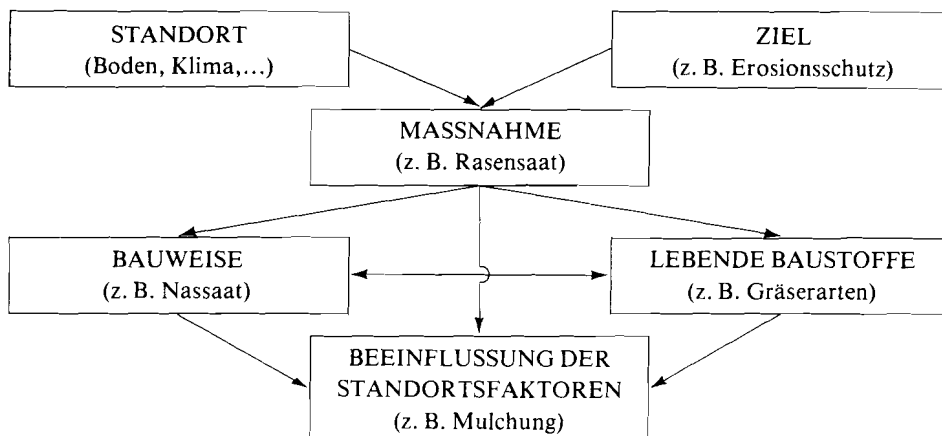 STANDORT
(Boden, Klima,...)
ZIEL
(z. B. Erosionsschutz)
MASSNAHME
(z. B. Rasensaat)
BAUWEISE
(z. B. Nassaat)
LEBENDE BAUSTOFFE
(z. B. Gräserarten)
BEEINFLUSSUNG DER
STANDORTSFAKTOREN
(z. B. Mulchung)